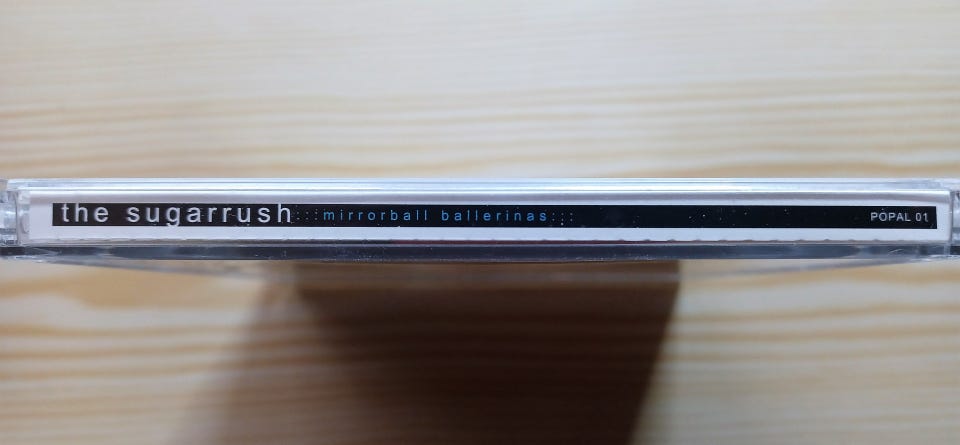 the sugarrush:::mirrorball ballerinas::: POPAL 01